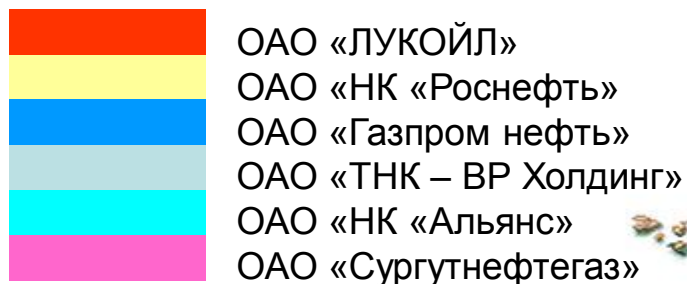 ОАО «ЛУКОЙЛ»
ОАО «НК «Роснефть»
ОАО «Газпром нефть»
ОАО «ТНК – ВР Холдинг»
ОАО «НК «Альянс»
ОАО «Сургутнефтегаз»